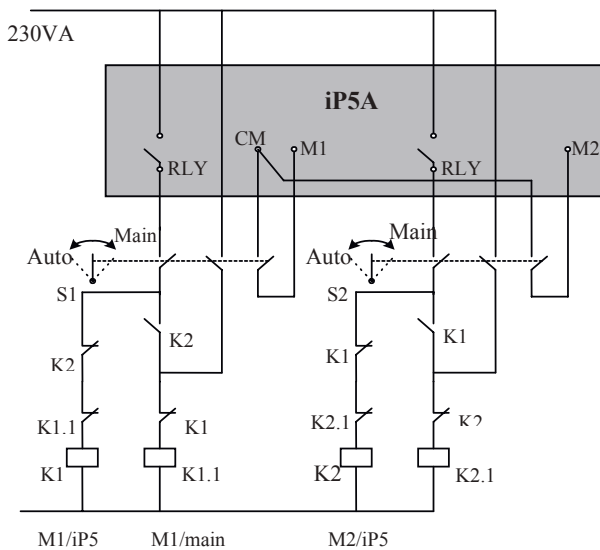 230VA
iP5A
CM
M1
M2
RLY
RLY
Main
Main
Auto
Auto
S1
S2
K2
K1
K1
K2
K1.1
K1
K2.1
K2
K1
K1.1
K2
K2.1
M1/iP5
M1/main
M2/iP5